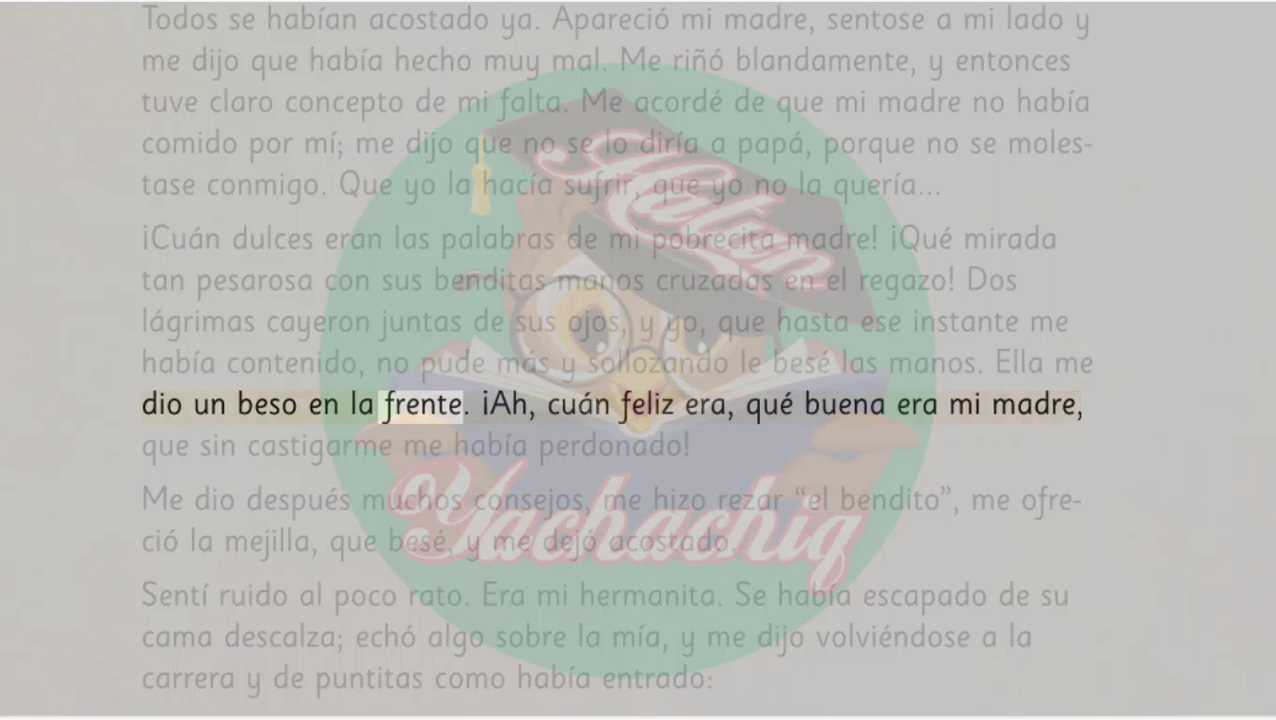 Todos se habían acostado ya. Apareció mi madre, sentose a mi lado y
me dijo que había hecho muy mal. Me riñó blandamente, y entonces
tuve claro concepto de mi falta. Me acordé de que mi madre no había
comido por mí; me dijo que no se lo diría a papá, porque no se moles-
tase conmigo. Que yo la hacía sufrir, que yo no la quería...
¡Cuán dulces eran las palabras de mi pobrecita madre! ¡Qué mirada
tan pesarosa con sus benditas manos cruzadas en el regazo! Dos
lágrimas cayeron juntas de sus ojos, y yo, que hasta ese instante me
había contenido, no pude más y sollozando le besé las manos. Ella me
dio un beso en la frente. ¡Ah, cuán feliz era, qué buena era mi madre,
que sin castigarme me había perdonado!
Me dio después muchos consejos, me hizo rezar “el bendito”, me ofre-
ció la mejilla, que besé, y me dejó acostado.
Sentí ruido al poco rato. Era mi hermanita. Se había escapado de su
cama descalza; echó algo sobre la mía, y me dijo volviéndose a la
carrera y de puntitas como había entrado:
Hatun
Yachachiq